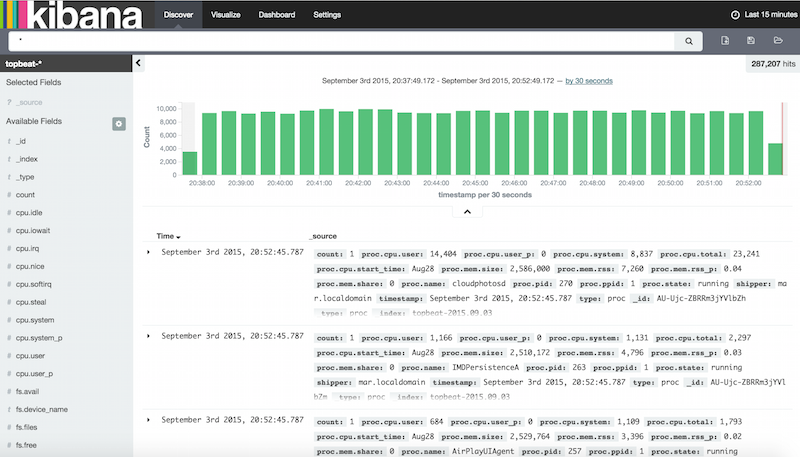 kibana Discover Visualize Dashboard Settings Last 15 minutes
*
topbeat-* 287,207 hits
Selected Fields
? _source
Available Fields
t _id
t _index
t _type
# count
# cpu.idle
# cpu.iowait
# cpu.irq
# cpu.nice
# cpu.softirq
# cpu.steal
# cpu.system
# cpu.system_p
# cpu.user
# cpu.user_p
# fs.avail
t fs.device_name
# fs.files
# fs.free
September 3rd 2015, 20:37:49.172 - September 3rd 2015, 20:52:49.172 — by 30 seconds
Count
10,000
8,000
6,000
4,000
2,000
0
20:38:00 20:39:00 20:40:00 20:41:00 20:42:00 20:43:00 20:44:00 20:45:00 20:46:00 20:47:00 20:48:00 20:49:00 20:50:00 20:51:00 20:52:00
timestamp per 30 seconds
Time _source
September 3rd 2015, 20:52:45.787 count: 1 proc.cpu.user: 14,404 proc.cpu.user_p: 0 proc.cpu.system: 8,837 proc.cpu.total: 23,241
proc.cpu.start_time: Aug28 proc.mem.size: 2,586,000 proc.mem.rss: 7,260 proc.mem.rss_p: 0.04
proc.mem.share: 0 proc.name: cloudphotosd proc.pid: 270 proc.ppid: 1 proc.state: running shipper: ma
r.localdomain timestamp: September 3rd 2015, 20:52:45.787 type: proc _id: AU-Ujc-ZBRRm3jYVlbZh
_type: proc _index: topbeat-2015.09.03
September 3rd 2015, 20:52:45.787 count: 1 proc.cpu.user: 1,166 proc.cpu.user_p: 0 proc.cpu.system: 1,131 proc.cpu.total: 2,297
proc.cpu.start_time: Aug28 proc.mem.size: 2,510,172 proc.mem.rss: 4,796 proc.mem.rss_p: 0.03
proc.mem.share: 0 proc.name: IMDPersistenceA proc.pid: 263 proc.ppid: 1 proc.state: running
shipper: mar.localdomain timestamp: September 3rd 2015, 20:52:45.787 type: proc _id: AU-Ujc-ZBRRm3jYVl
bZm _type: proc _index: topbeat-2015.09.03
September 3rd 2015, 20:52:45.787 count: 1 proc.cpu.user: 684 proc.cpu.user_p: 0 proc.cpu.system: 1,109 proc.cpu.total: 1,793
proc.cpu.start_time: Aug28 proc.mem.size: 2,529,764 proc.mem.rss: 3,396 proc.mem.rss_p: 0.02
proc.mem.share: 0 proc.name: AirPlayUIAgent proc.pid: 257 proc.ppid: 1 proc.state: running